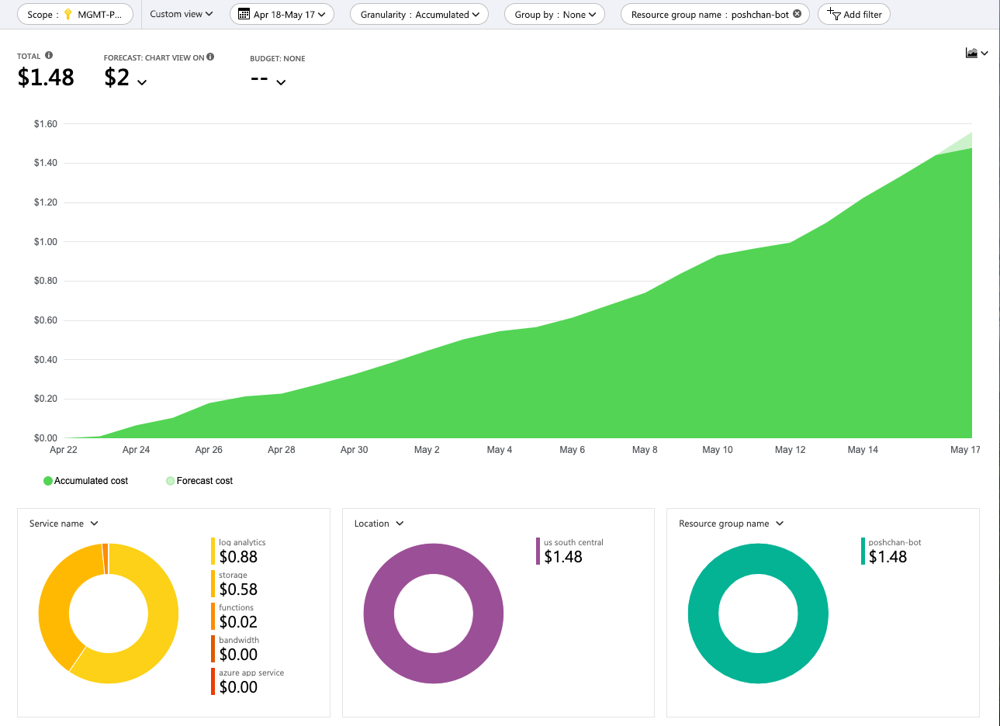 Scope : MGMT-P... Custom view Apr 18-May 17 Granularity : Accumulated Group by : None Resource group name : poshchan-bot Add filter
TOTAL FORECAST: CHART VIEW ON BUDGET: NONE
$1.48 $2 --
$1.60
$1.40
$1.20
$1.00
$0.80
$0.60
$0.40
$0.20
$0.00
Apr 22 Apr 24 Apr 26 Apr 28 Apr 30 May 2 May 4 May 6 May 8 May 10 May 12 May 14 May 17
Accumulated cost Forecast cost
Service name
log analytics
$0.88
storage
$0.58
functions
$0.02
bandwidth
$0.00
azure app service
$0.00
Location
us south central
$1.48
Resource group name
poshchan-bot
$1.48